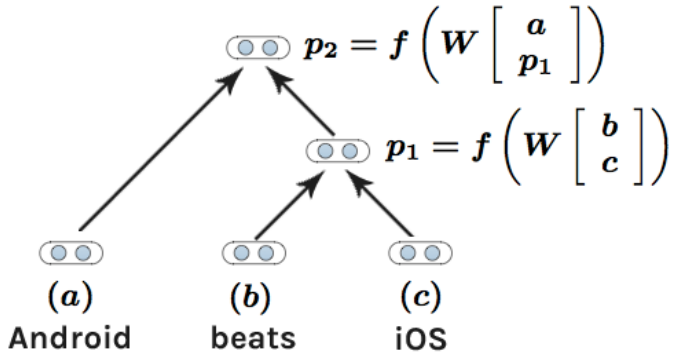 p₂ = f(W[a p₁])
p₁ = f(W[b c])
(a) (b) (c)
Android beats iOS